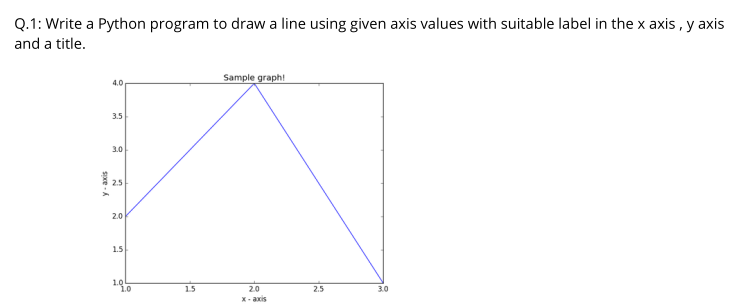 Q.1: Write a Python program to draw a line using given axis values with suitable label in the x axis , y axis
and a title.
Sample graph!
4.0
3.5
3.0
2.5
2.0
1.5
1.0
y - axis
1.0 1.5 2.0 2.5 3.0
x - axis